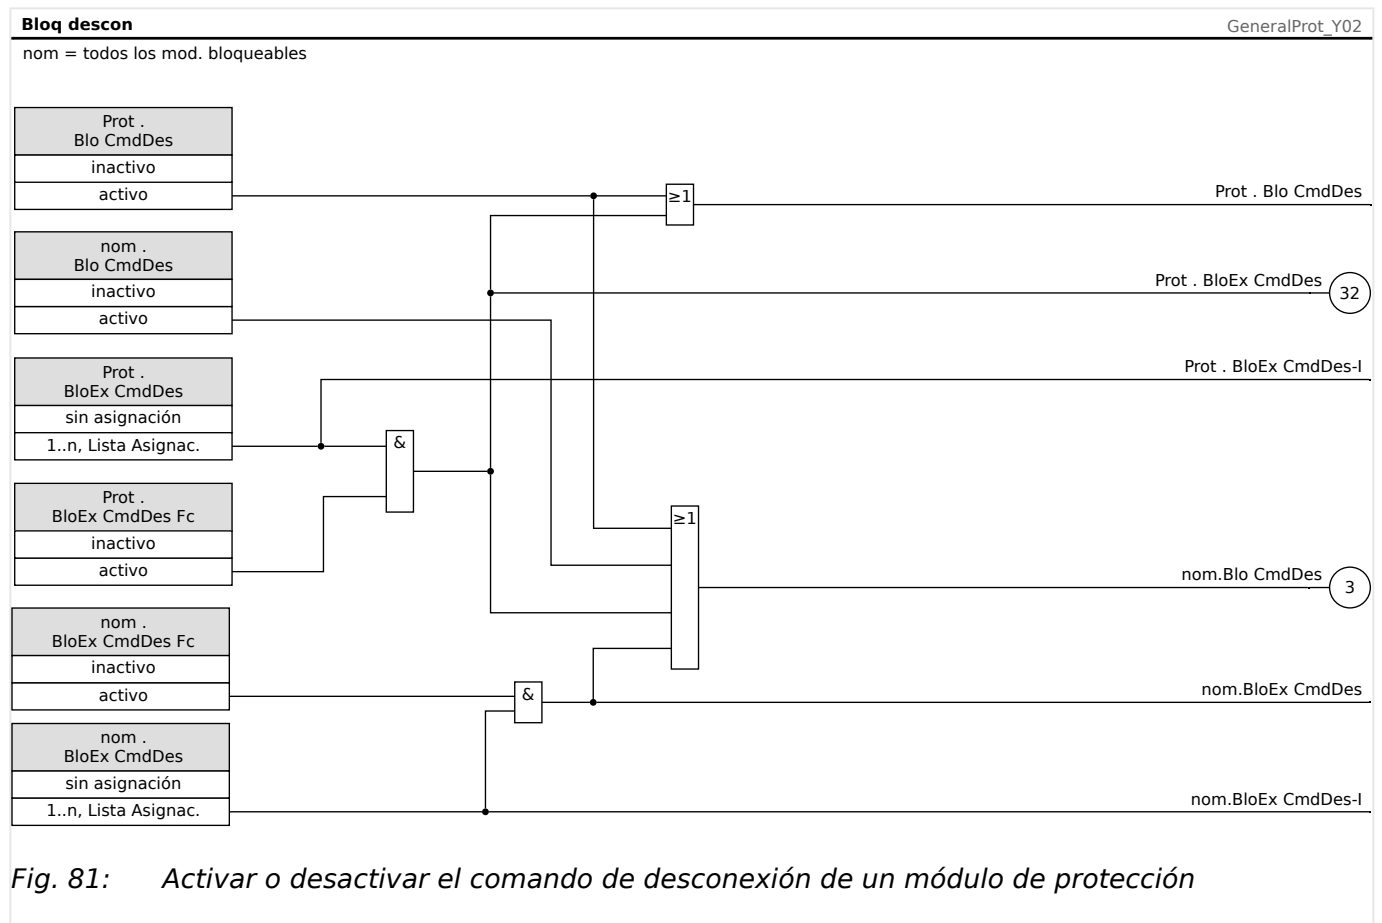 Bloq descon
GeneralProt_Y02
nom = todos los mod. bloqueables
Prot .
Blo CmdDes
inactivo
activo
≥1
Prot . Blo CmdDes
nom .
Blo CmdDes
inactivo
activo
Prot . BloEx CmdDes
32
Prot .
BloEx CmdDes
sin asignación
1..n, Lista Asignac.
Prot . BloEx CmdDes-I
&
Prot .
BloEx CmdDes Fc
inactivo
activo
≥1
nom.Blo CmdDes
3
nom .
BloEx CmdDes Fc
inactivo
activo
&
nom.BloEx CmdDes
nom .
BloEx CmdDes
sin asignación
1..n, Lista Asignac.
nom.BloEx CmdDes-I
Fig. 81: Activar o desactivar el comando de desconexión de un módulo de protección